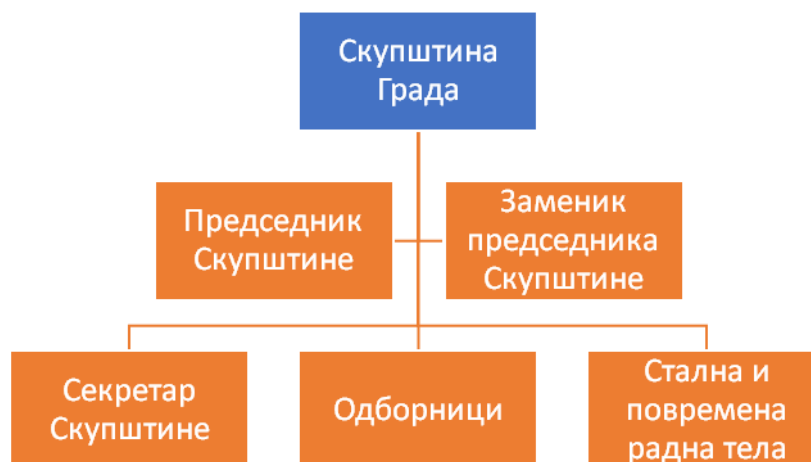 Скупштина
Града
Председник
Скупштине
Заменик
председника
Скупштине
Секретар
Скупштине
Одборници
Стална и
повремена
радна тела